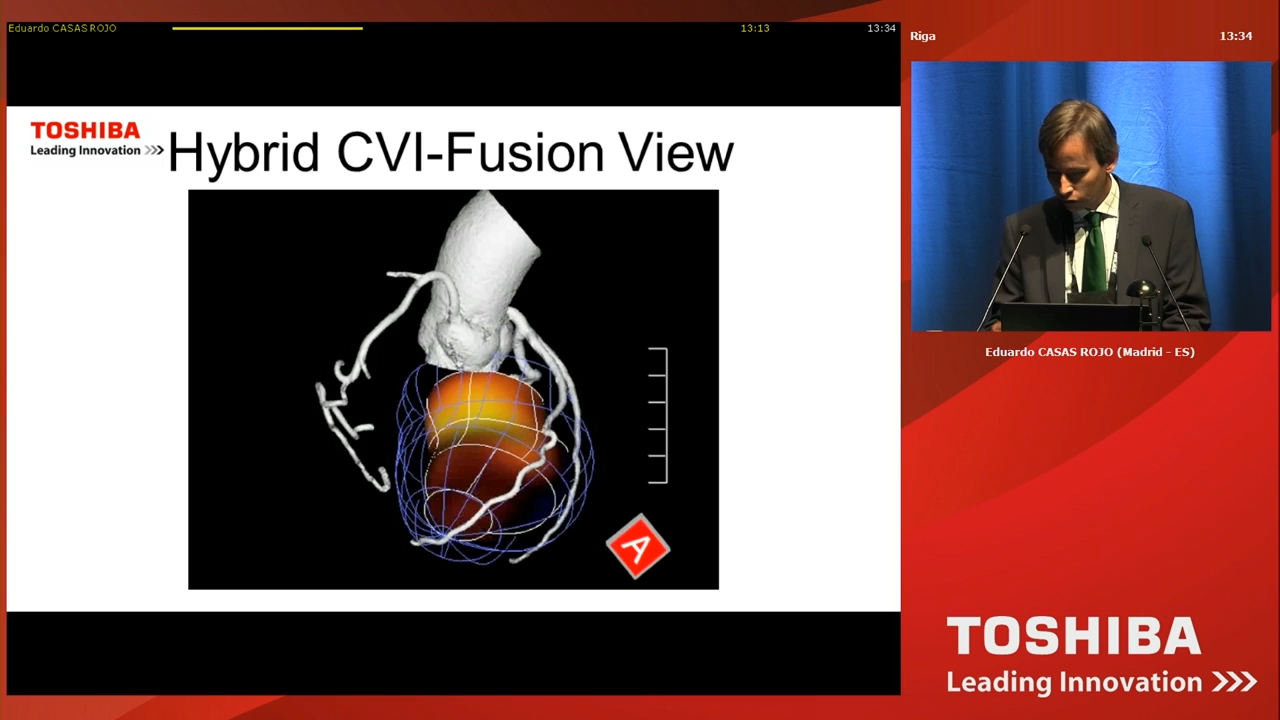 Eduardo CASAS ROJO
13:13
13:34
TOSHIBA
Leading Innovation >>>
Hybrid CVI-Fusion View
A
Riga
13:34
Eduardo CASAS ROJO (Madrid - ES)
TOSHIBA
Leading Innovation >>>